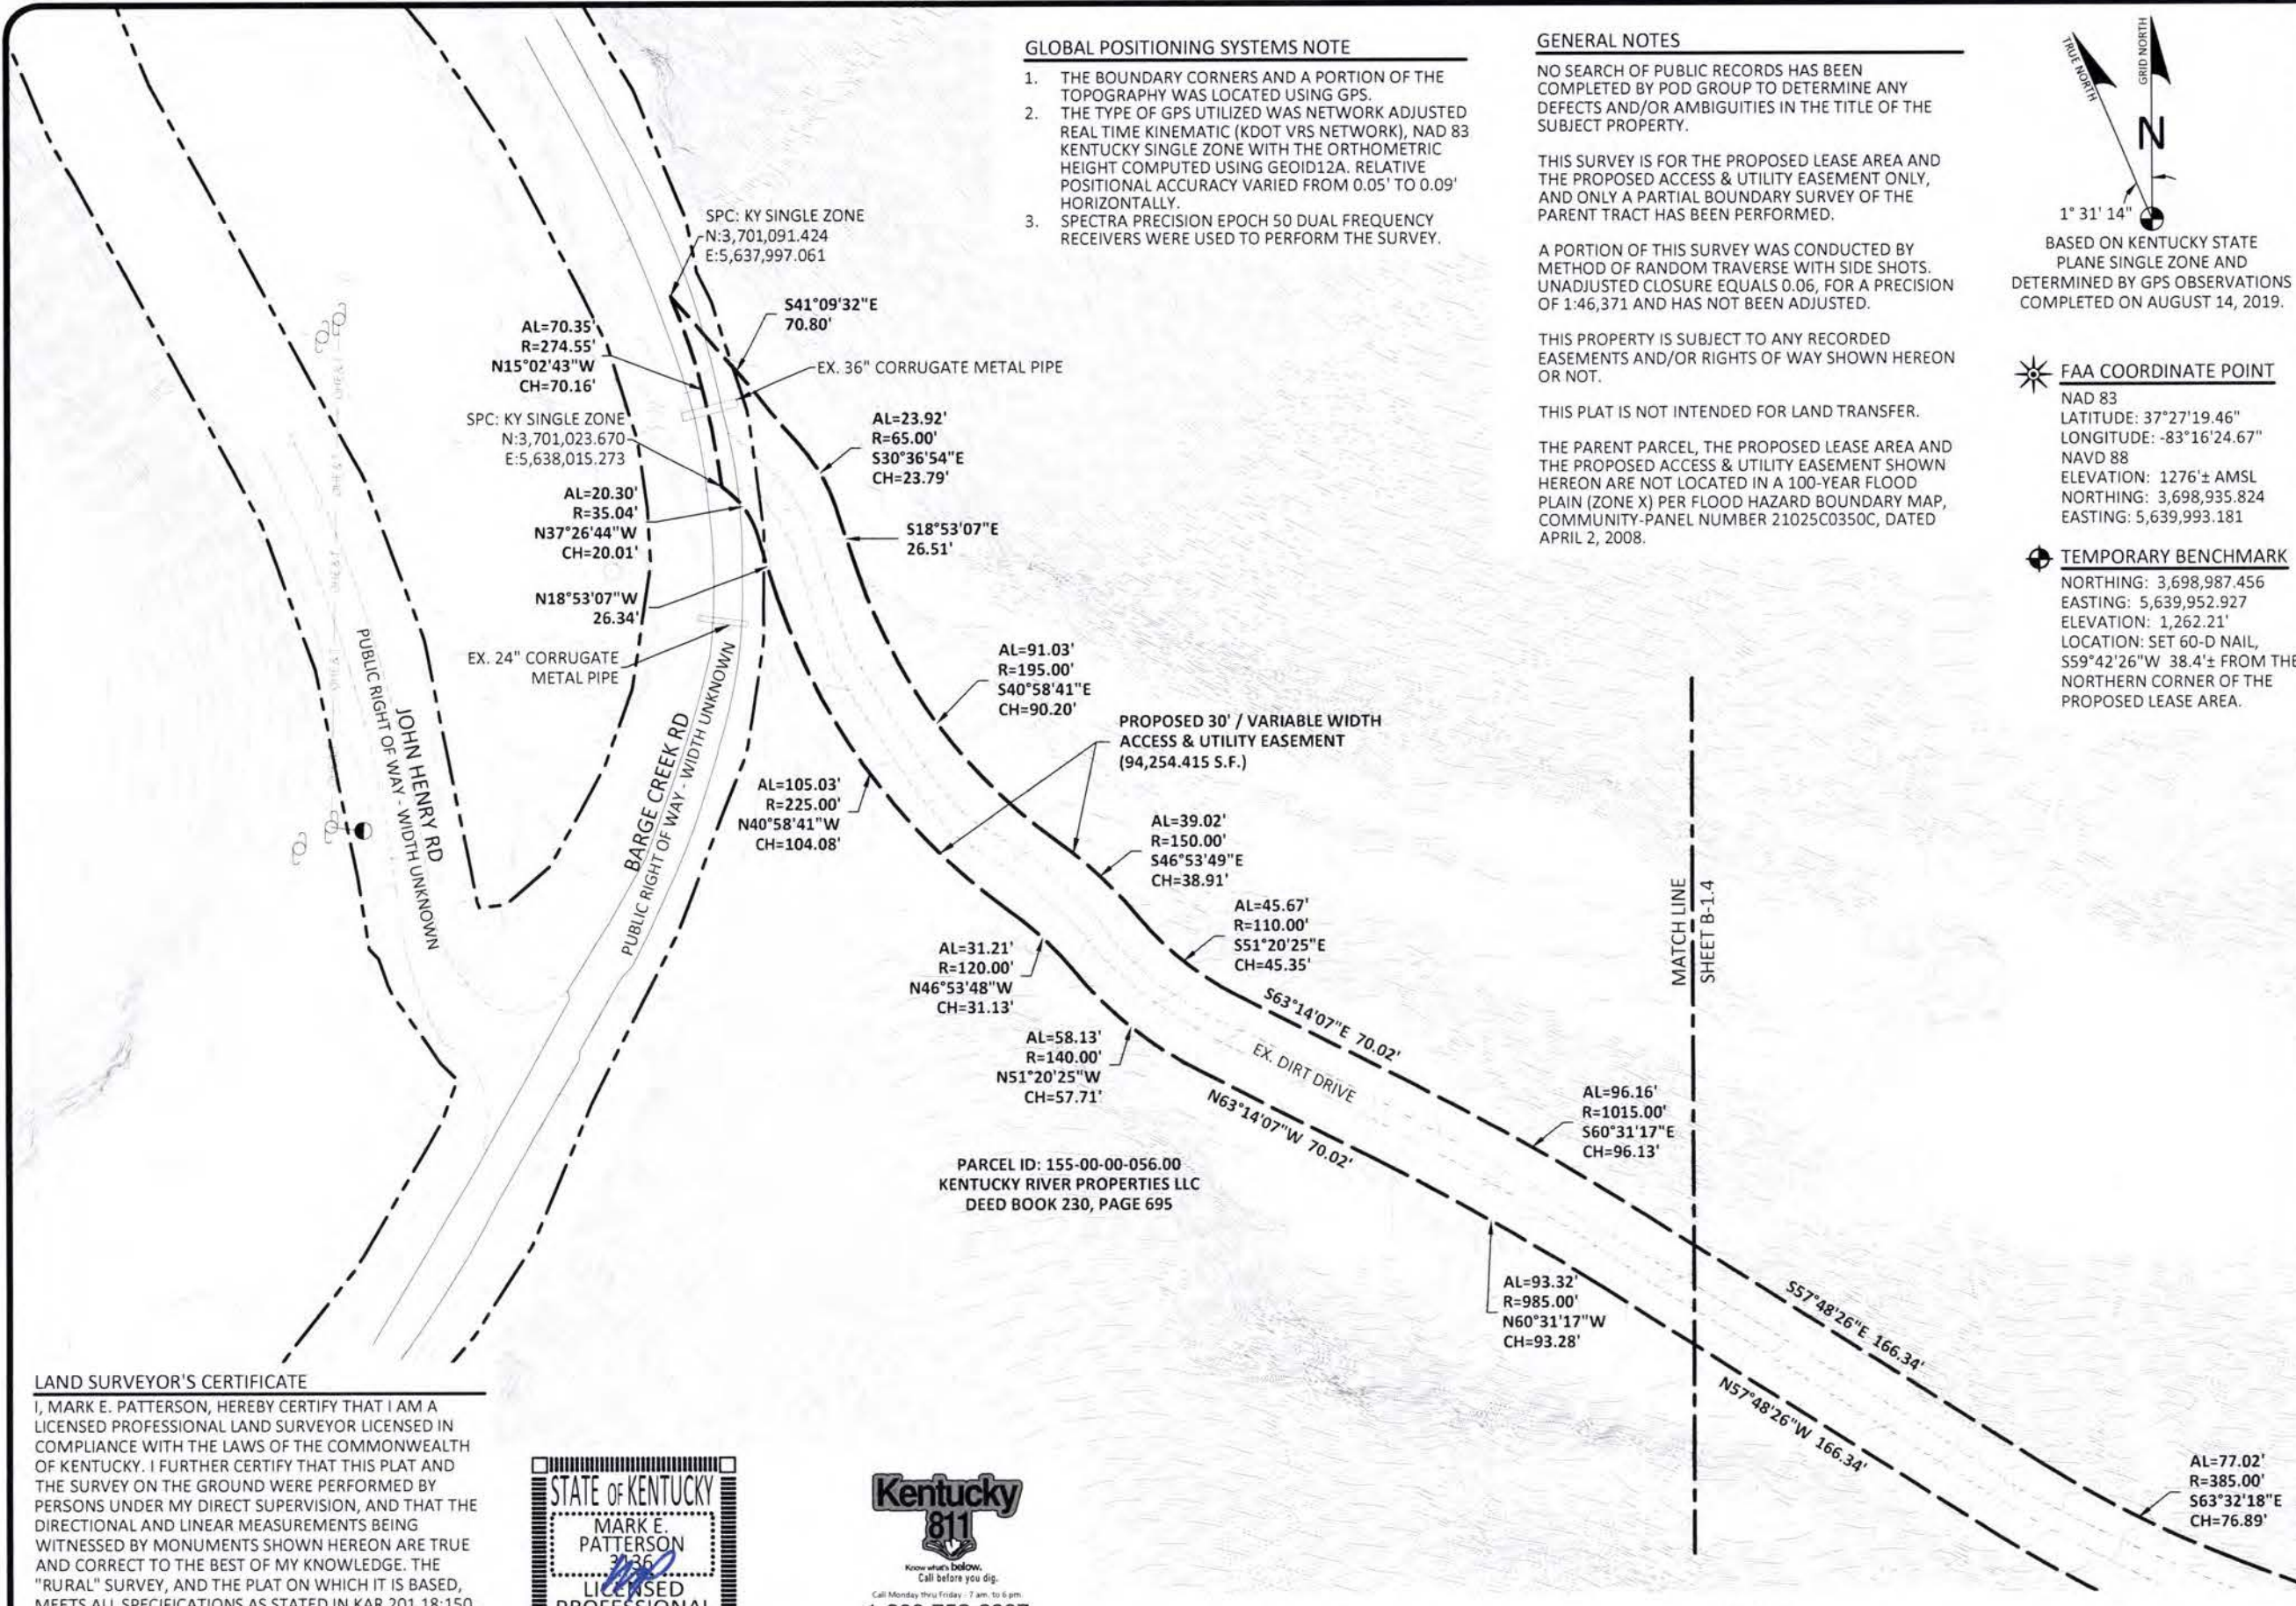 GLOBAL POSITIONING SYSTEMS NOTE
1. THE BOUNDARY CORNERS AND A PORTION OF THE
TOPOGRAPHY WAS LOCATED USING GPS.
2. THE TYPE OF GPS UTILIZED WAS NETWORK ADJUSTED
REAL TIME KINEMATIC (KDOT VRS NETWORK), NAD 83
KENTUCKY SINGLE ZONE WITH THE ORTHOMETRIC
HEIGHT COMPUTED USING GEOID12A. RELATIVE
POSITIONAL ACCURACY VARIED FROM 0.05' TO 0.09'
HORIZONTALLY.
3. SPECTRA PRECISION EPOCH 50 DUAL FREQUENCY
RECEIVERS WERE USED TO PERFORM THE SURVEY.
GENERAL NOTES
NO SEARCH OF PUBLIC RECORDS HAS BEEN
COMPLETED BY POD GROUP TO DETERMINE ANY
DEFECTS AND/OR AMBIGUITIES IN THE TITLE OF THE
SUBJECT PROPERTY.
THIS SURVEY IS FOR THE PROPOSED LEASE AREA AND
THE PROPOSED ACCESS & UTILITY EASEMENT ONLY,
AND ONLY A PARTIAL BOUNDARY SURVEY OF THE
PARENT TRACT HAS BEEN PERFORMED.
A PORTION OF THIS SURVEY WAS CONDUCTED BY
METHOD OF RANDOM TRAVERSE WITH SIDE SHOTS.
UNADJUSTED CLOSURE EQUALS 0.06, FOR A PRECISION
OF 1:46,371 AND HAS NOT BEEN ADJUSTED.
THIS PROPERTY IS SUBJECT TO ANY RECORDED
EASEMENTS AND/OR RIGHTS OF WAY SHOWN HEREON
OR NOT.
THIS PLAT IS NOT INTENDED FOR LAND TRANSFER.
THE PARENT PARCEL, THE PROPOSED LEASE AREA AND
THE PROPOSED ACCESS & UTILITY EASEMENT SHOWN
HEREON ARE NOT LOCATED IN A 100-YEAR FLOOD
PLAIN (ZONE X) PER FLOOD HAZARD BOUNDARY MAP,
COMMUNITY-PANEL NUMBER 21025C0350C, DATED
APRIL 2, 2008.
TRUE NORTH
GRID NORTH
N
1° 31' 14"
BASED ON KENTUCKY STATE
PLANE SINGLE ZONE AND
DETERMINED BY GPS OBSERVATIONS
COMPLETED ON AUGUST 14, 2019.
FAA COORDINATE POINT
NAD 83
LATITUDE: 37°27'19.46"
LONGITUDE: -83°16'24.67"
NAVD 88
ELEVATION: 1276'± AMSL
NORTHING: 3,698,935.824
EASTING: 5,639,993.181
TEMPORARY BENCHMARK
NORTHING: 3,698,987.456
EASTING: 5,639,952.927
ELEVATION: 1,262.21'
LOCATION: SET 60-D NAIL,
S59°42'26"W 38.4'± FROM THE
NORTHERN CORNER OF THE
PROPOSED LEASE AREA.
SPC: KY SINGLE ZONE
N:3,701,091.424
E:5,637,997.061
S41°09'32"E
70.80'
AL=70.35'
R=274.55'
N15°02'43"W
CH=70.16'
EX. 36" CORRUGATE METAL PIPE
SPC: KY SINGLE ZONE
N:3,701,023.670
E:5,638,015.273
AL=23.92'
R=65.00'
S30°36'54"E
CH=23.79'
AL=20.30'
R=35.04'
N37°26'44"W
CH=20.01'
S18°53'07"E
26.51'
N18°53'07"W
26.34'
EX. 24" CORRUGATE
METAL PIPE
JOHN HENRY RD
PUBLIC RIGHT OF WAY - WIDTH UNKNOWN
BARGE CREEK RD
PUBLIC RIGHT OF WAY - WIDTH UNKNOWN
AL=91.03'
R=195.00'
S40°58'41"E
CH=90.20'
PROPOSED 30' / VARIABLE WIDTH
ACCESS & UTILITY EASEMENT
(94,254.415 S.F.)
AL=105.03'
R=225.00'
N40°58'41"W
CH=104.08'
AL=39.02'
R=150.00'
S46°53'49"E
CH=38.91'
AL=45.67'
R=110.00'
S51°20'25"E
CH=45.35'
AL=31.21'
R=120.00'
N46°53'48"W
CH=31.13'
AL=58.13'
R=140.00'
N51°20'25"W
CH=57.71'
S63°14'07"E 70.02'
EX. DIRT DRIVE
N63°14'07"W 70.02'
MATCH LINE
SHEET B-1.4
AL=96.16'
R=1015.00'
S60°31'17"E
CH=96.13'
PARCEL ID: 155-00-00-056.00
KENTUCKY RIVER PROPERTIES LLC
DEED BOOK 230, PAGE 695
AL=93.32'
R=985.00'
N60°31'17"W
CH=93.28'
S57°48'26"E 166.34'
N57°48'26"W 166.34'
AL=77.02'
R=385.00'
S63°32'18"E
CH=76.89'
LAND SURVEYOR'S CERTIFICATE
I, MARK E. PATTERSON, HEREBY CERTIFY THAT I AM A
LICENSED PROFESSIONAL LAND SURVEYOR LICENSED IN
COMPLIANCE WITH THE LAWS OF THE COMMONWEALTH
OF KENTUCKY. I FURTHER CERTIFY THAT THIS PLAT AND
THE SURVEY ON THE GROUND WERE PERFORMED BY
PERSONS UNDER MY DIRECT SUPERVISION, AND THAT THE
DIRECTIONAL AND LINEAR MEASUREMENTS BEING
WITNESSED BY MONUMENTS SHOWN HEREON ARE TRUE
AND CORRECT TO THE BEST OF MY KNOWLEDGE. THE
"RURAL" SURVEY, AND THE PLAT ON WHICH IT IS BASED,
MEETS ALL SPECIFICATIONS AS STATED IN KAR 201 18:150
STATE OF KENTUCKY
MARK E.
PATTERSON
LICENSED
PROFESSIONAL
Kentucky
811
Know what's below.
Call before you dig.
Call Monday thru Friday - 7 am. to 6 pm.